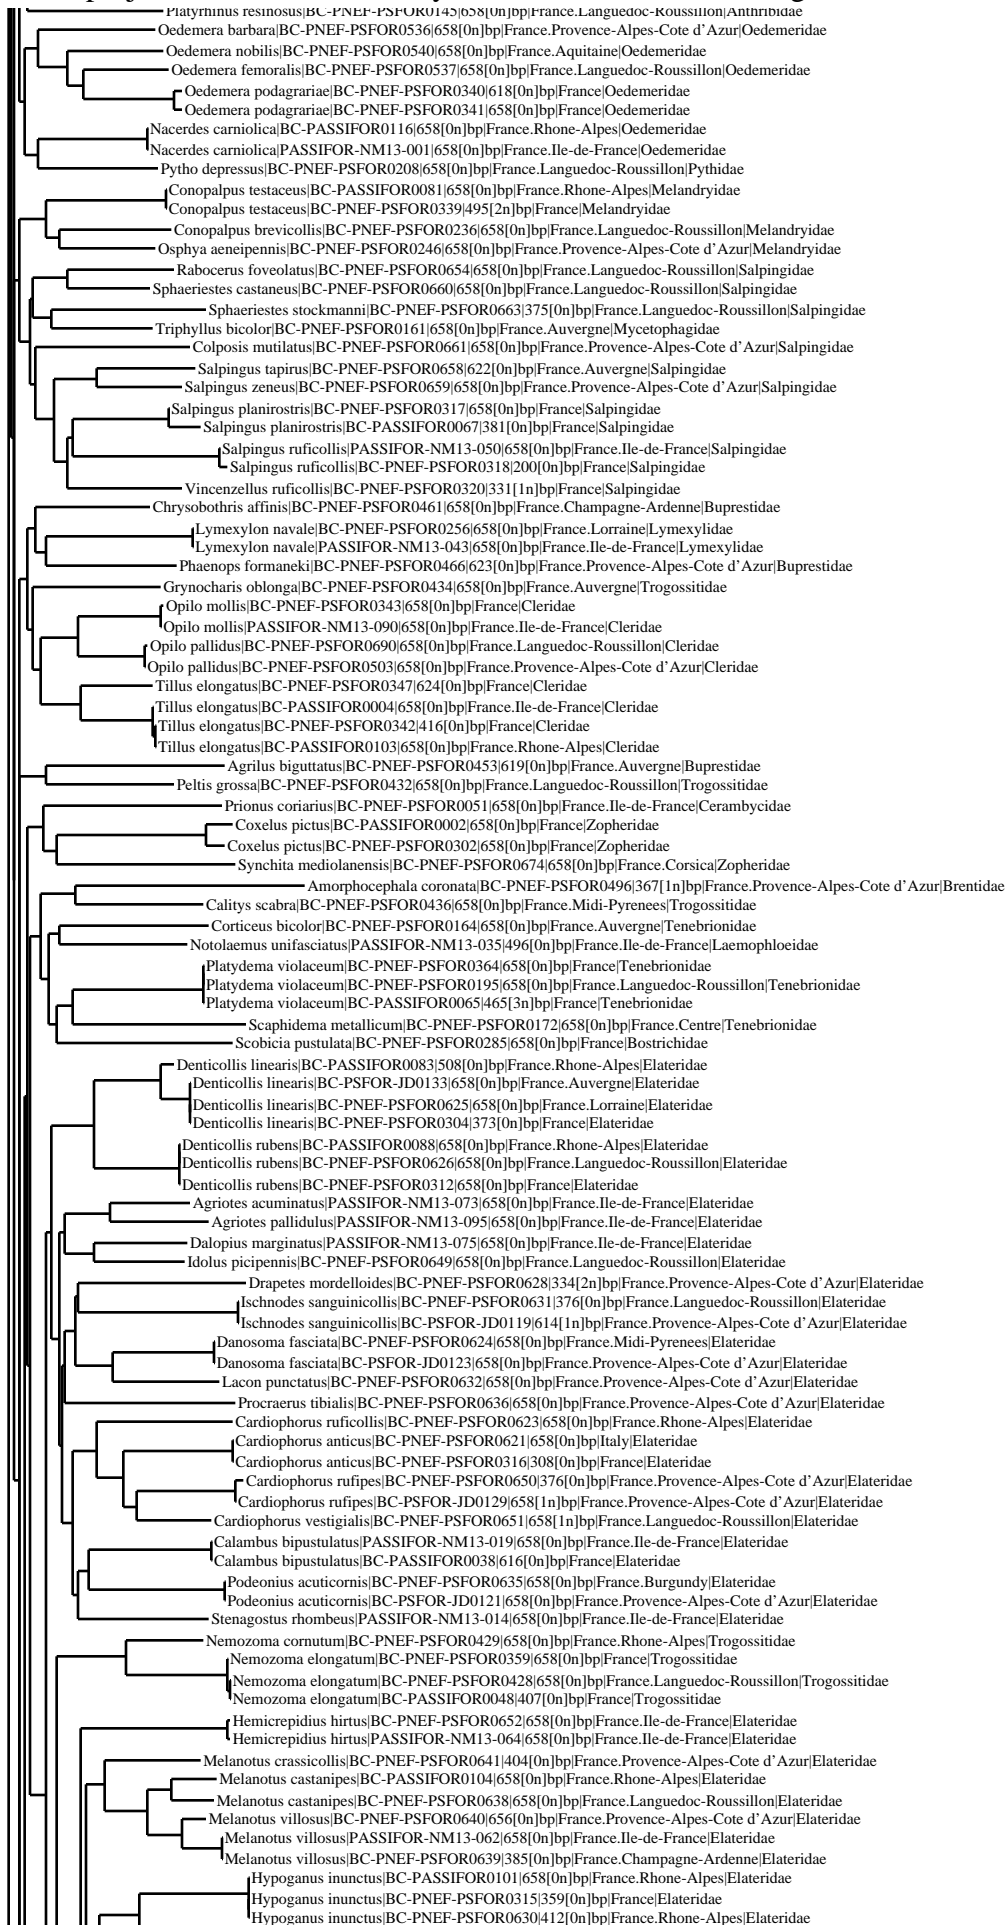 Platyrhinus resinosus|BC-PNEF-PSFOR0145|658[0n]bp|France.Languedoc-Roussillon|Anthribidae
Oedemera barbara|BC-PNEF-PSFOR0536|658[0n]bp|France.Provence-Alpes-Cote d'Azur|Oedemeridae
Oedemera nobilis|BC-PNEF-PSFOR0540|658[0n]bp|France.Aquitaine|Oedemeridae
Oedemera femoralis|BC-PNEF-PSFOR0537|658[0n]bp|France.Languedoc-Roussillon|Oedemeridae
Oedemera podagrariae|BC-PNEF-PSFOR0340|618[0n]bp|France|Oedemeridae
Oedemera podagrariae|BC-PNEF-PSFOR0341|658[0n]bp|France|Oedemeridae
Nacerdes carniolica|BC-PASSIFOR0116|658[0n]bp|France.Rhone-Alpes|Oedemeridae
Nacerdes carniolica|PASSIFOR-NM13-001|658[0n]bp|France.Ile-de-France|Oedemeridae
Pytho depressus|BC-PNEF-PSFOR0208|658[0n]bp|France.Languedoc-Roussillon|Pythidae
Conopalpus testaceus|BC-PASSIFOR0081|658[0n]bp|France.Rhone-Alpes|Melandryidae
Conopalpus testaceus|BC-PNEF-PSFOR0339|495[2n]bp|France|Melandryidae
Conopalpus brevicollis|BC-PNEF-PSFOR0236|658[0n]bp|France.Languedoc-Roussillon|Melandryidae
Osphya aeneipennis|BC-PNEF-PSFOR0246|658[0n]bp|France.Provence-Alpes-Cote d'Azur|Melandryidae
Rabocerus foveolatus|BC-PNEF-PSFOR0654|658[0n]bp|France.Languedoc-Roussillon|Salpingidae
Sphaeriestes castaneus|BC-PNEF-PSFOR0660|658[0n]bp|France.Languedoc-Roussillon|Salpingidae
Sphaeriestes stockmanni|BC-PNEF-PSFOR0663|375[0n]bp|France.Languedoc-Roussillon|Salpingidae
Triphyllus bicolor|BC-PNEF-PSFOR0161|658[0n]bp|France.Auvergne|Mycetophagidae
Colposis mutilatus|BC-PNEF-PSFOR0661|658[0n]bp|France.Provence-Alpes-Cote d'Azur|Salpingidae
Salpingus tapirus|BC-PNEF-PSFOR0658|622[0n]bp|France.Auvergne|Salpingidae
Salpingus zeneus|BC-PNEF-PSFOR0659|658[0n]bp|France.Provence-Alpes-Cote d'Azur|Salpingidae
Salpingus planirostris|BC-PNEF-PSFOR0317|658[0n]bp|France|Salpingidae
Salpingus planirostris|BC-PASSIFOR0067|381[0n]bp|France|Salpingidae
Salpingus ruficollis|PASSIFOR-NM13-050|658[0n]bp|France.Ile-de-France|Salpingidae
Salpingus ruficollis|BC-PNEF-PSFOR0318|200[0n]bp|France|Salpingidae
Vincenzellus ruficollis|BC-PNEF-PSFOR0320|331[1n]bp|France|Salpingidae
Chrysobothris affinis|BC-PNEF-PSFOR0461|658[0n]bp|France.Champagne-Ardenne|Buprestidae
Lymexylon navale|BC-PNEF-PSFOR0256|658[0n]bp|France.Lorraine|Lymexylidae
Lymexylon navale|PASSIFOR-NM13-043|658[0n]bp|France.Ile-de-France|Lymexylidae
Phaenops formaneki|BC-PNEF-PSFOR0466|623[0n]bp|France.Provence-Alpes-Cote d'Azur|Buprestidae
Grynocharis oblonga|BC-PNEF-PSFOR0434|658[0n]bp|France.Auvergne|Trogossitidae
Opilo mollis|BC-PNEF-PSFOR0343|658[0n]bp|France|Cleridae
Opilo mollis|PASSIFOR-NM13-090|658[0n]bp|France.Ile-de-France|Cleridae
Opilo pallidus|BC-PNEF-PSFOR0690|658[0n]bp|France.Languedoc-Roussillon|Cleridae
Opilo pallidus|BC-PNEF-PSFOR0503|658[0n]bp|France.Provence-Alpes-Cote d'Azur|Cleridae
Tillus elongatus|BC-PNEF-PSFOR0347|624[0n]bp|France|Cleridae
Tillus elongatus|BC-PASSIFOR0004|658[0n]bp|France.Ile-de-France|Cleridae
Tillus elongatus|BC-PNEF-PSFOR0342|416[0n]bp|France|Cleridae
Tillus elongatus|BC-PASSIFOR0103|658[0n]bp|France.Rhone-Alpes|Cleridae
Agrilus biguttatus|BC-PNEF-PSFOR0453|619[0n]bp|France.Auvergne|Buprestidae
Peltis grossa|BC-PNEF-PSFOR0432|658[0n]bp|France.Languedoc-Roussillon|Trogossitidae
Prionus coriarius|BC-PNEF-PSFOR0051|658[0n]bp|France.Ile-de-France|Cerambycidae
Coxelus pictus|BC-PASSIFOR0002|658[0n]bp|France|Zopheridae
Coxelus pictus|BC-PNEF-PSFOR0302|658[0n]bp|France|Zopheridae
Synchita mediolanensis|BC-PNEF-PSFOR0674|658[0n]bp|France.Corsica|Zopheridae
Amorphocephala coronata|BC-PNEF-PSFOR0496|367[1n]bp|France.Provence-Alpes-Cote d'Azur|Brentidae
Calitys scabra|BC-PNEF-PSFOR0436|658[0n]bp|France.Midi-Pyrenees|Trogossitidae
Corticeus bicolor|BC-PNEF-PSFOR0164|658[0n]bp|France.Auvergne|Tenebrionidae
Notolaemus unifasciatus|PASSIFOR-NM13-035|496[0n]bp|France.Ile-de-France|Laemophloeidae
Platydema violaceum|BC-PNEF-PSFOR0364|658[0n]bp|France|Tenebrionidae
Platydema violaceum|BC-PNEF-PSFOR0195|658[0n]bp|France.Languedoc-Roussillon|Tenebrionidae
Platydema violaceum|BC-PASSIFOR0065|465[3n]bp|France|Tenebrionidae
Scaphidema metallicum|BC-PNEF-PSFOR0172|658[0n]bp|France.Centre|Tenebrionidae
Scobicia pustulata|BC-PNEF-PSFOR0285|658[0n]bp|France|Bostrichidae
Denticollis linearis|BC-PASSIFOR0083|508[0n]bp|France.Rhone-Alpes|Elateridae
Denticollis linearis|BC-PSFOR-JD0133|658[0n]bp|France.Auvergne|Elateridae
Denticollis linearis|BC-PNEF-PSFOR0625|658[0n]bp|France.Lorraine|Elateridae
Denticollis linearis|BC-PNEF-PSFOR0304|373[0n]bp|France|Elateridae
Denticollis rubens|BC-PASSIFOR0088|658[0n]bp|France.Rhone-Alpes|Elateridae
Denticollis rubens|BC-PNEF-PSFOR0626|658[0n]bp|France.Languedoc-Roussillon|Elateridae
Denticollis rubens|BC-PNEF-PSFOR0312|658[0n]bp|France|Elateridae
Agriotes acuminatus|PASSIFOR-NM13-073|658[0n]bp|France.Ile-de-France|Elateridae
Agriotes pallidulus|PASSIFOR-NM13-095|658[0n]bp|France.Ile-de-France|Elateridae
Dalopius marginatus|PASSIFOR-NM13-075|658[0n]bp|France.Ile-de-France|Elateridae
Idolus picipennis|BC-PNEF-PSFOR0649|658[0n]bp|France.Languedoc-Roussillon|Elateridae
Drapetes mordelloides|BC-PNEF-PSFOR0628|334[2n]bp|France.Provence-Alpes-Cote d'Azur|Elateridae
Ischnodes sanguinicollis|BC-PNEF-PSFOR0631|376[0n]bp|France.Languedoc-Roussillon|Elateridae
Ischnodes sanguinicollis|BC-PSFOR-JD0119|614[1n]bp|France.Provence-Alpes-Cote d'Azur|Elateridae
Danosoma fasciata|BC-PNEF-PSFOR0624|658[0n]bp|France.Midi-Pyrenees|Elateridae
Danosoma fasciata|BC-PSFOR-JD0123|658[0n]bp|France.Provence-Alpes-Cote d'Azur|Elateridae
Lacon punctatus|BC-PNEF-PSFOR0632|658[0n]bp|France.Provence-Alpes-Cote d'Azur|Elateridae
Procraerus tibialis|BC-PNEF-PSFOR0636|658[0n]bp|France.Provence-Alpes-Cote d'Azur|Elateridae
Cardiophorus ruficollis|BC-PNEF-PSFOR0623|658[0n]bp|France.Rhone-Alpes|Elateridae
Cardiophorus anticus|BC-PNEF-PSFOR0621|658[0n]bp|Italy|Elateridae
Cardiophorus anticus|BC-PNEF-PSFOR0316|308[0n]bp|France|Elateridae
Cardiophorus rufipes|BC-PNEF-PSFOR0650|376[0n]bp|France.Provence-Alpes-Cote d'Azur|Elateridae
Cardiophorus rufipes|BC-PSFOR-JD0129|658[1n]bp|France.Provence-Alpes-Cote d'Azur|Elateridae
Cardiophorus vestigialis|BC-PNEF-PSFOR0651|658[1n]bp|France.Languedoc-Roussillon|Elateridae
Calambus bipustulatus|PASSIFOR-NM13-019|658[0n]bp|France.Ile-de-France|Elateridae
Calambus bipustulatus|BC-PASSIFOR0038|616[0n]bp|France|Elateridae
Podeonius acuticornis|BC-PNEF-PSFOR0635|658[0n]bp|France.Burgundy|Elateridae
Podeonius acuticornis|BC-PSFOR-JD0121|658[0n]bp|France.Provence-Alpes-Cote d'Azur|Elateridae
Stenagostus rhombeus|PASSIFOR-NM13-014|658[0n]bp|France.Ile-de-France|Elateridae
Nemozoma cornutum|BC-PNEF-PSFOR0429|658[0n]bp|France.Rhone-Alpes|Trogossitidae
Nemozoma elongatum|BC-PNEF-PSFOR0359|658[0n]bp|France|Trogossitidae
Nemozoma elongatum|BC-PNEF-PSFOR0428|658[0n]bp|France.Languedoc-Roussillon|Trogossitidae
Nemozoma elongatum|BC-PASSIFOR0048|407[0n]bp|France|Trogossitidae
Hemicrepidius hirtus|BC-PNEF-PSFOR0652|658[0n]bp|France.Ile-de-France|Elateridae
Hemicrepidius hirtus|PASSIFOR-NM13-064|658[0n]bp|France.Ile-de-France|Elateridae
Melanotus crassicollis|BC-PNEF-PSFOR0641|404[0n]bp|France.Provence-Alpes-Cote d'Azur|Elateridae
Melanotus castanipes|BC-PASSIFOR0104|658[0n]bp|France.Rhone-Alpes|Elateridae
Melanotus castanipes|BC-PNEF-PSFOR0638|658[0n]bp|France.Languedoc-Roussillon|Elateridae
Melanotus villosus|BC-PNEF-PSFOR0640|656[0n]bp|France.Provence-Alpes-Cote d'Azur|Elateridae
Melanotus villosus|PASSIFOR-NM13-062|658[0n]bp|France.Ile-de-France|Elateridae
Melanotus villosus|BC-PNEF-PSFOR0639|385[0n]bp|France.Champagne-Ardenne|Elateridae
Hypoganus inunctus|BC-PASSIFOR0101|658[0n]bp|France.Rhone-Alpes|Elateridae
Hypoganus inunctus|BC-PNEF-PSFOR0315|359[0n]bp|France|Elateridae
Hypoganus inunctus|BC-PNEF-PSFOR0630|412[0n]bp|France.Rhone-Alpes|Elateridae